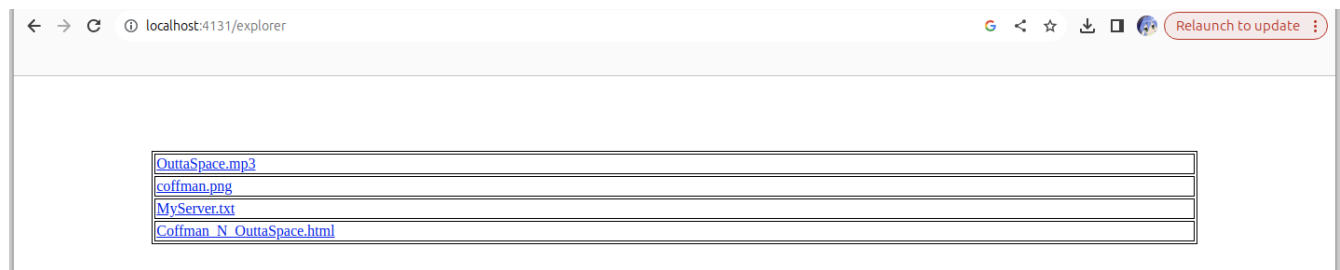 localhost:4131/explorer
Relaunch to update
OuttaSpace.mp3
coffman.png
MyServer.txt
Coffman_N_OuttaSpace.html